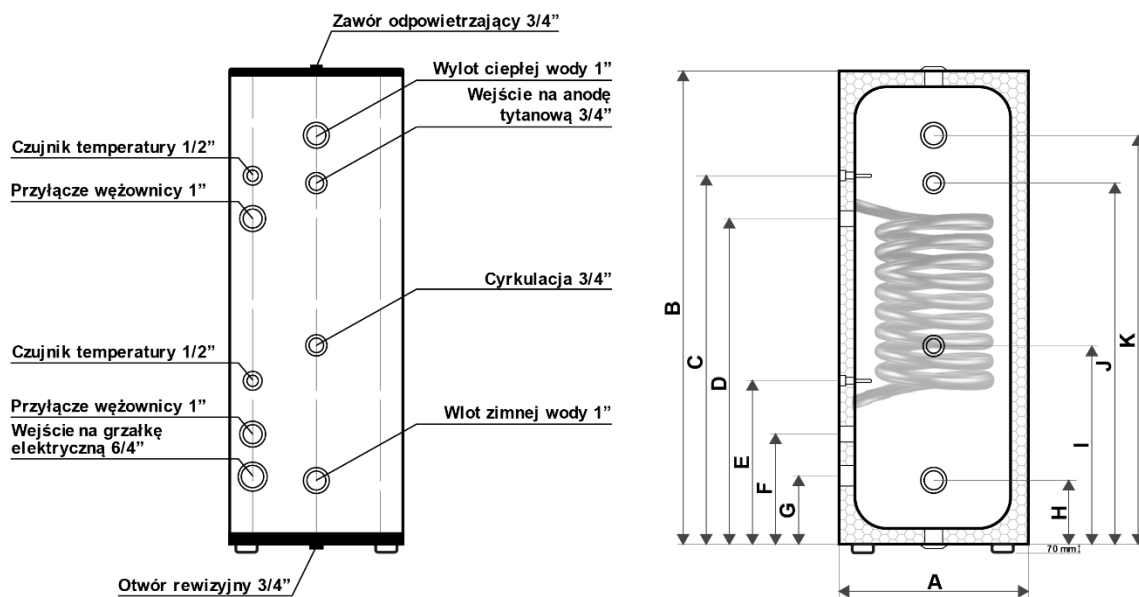 Zawór odpowietrzający 3/4”
Wylot ciepłej wody 1”
Wejście na anodę
tytanową 3/4”
Czujnik temperatury 1/2”
Przyłącze wężownicy 1”
Cyrkulacja 3/4”
Czujnik temperatury 1/2”
Przyłącze wężownicy 1”
Wejście na grzałkę
elektryczną 6/4”
Wlot zimnej wody 1”
Otwór rewizyjny 3/4”
B
C
D
E
F
G
H
I
J
K
70 mm
A